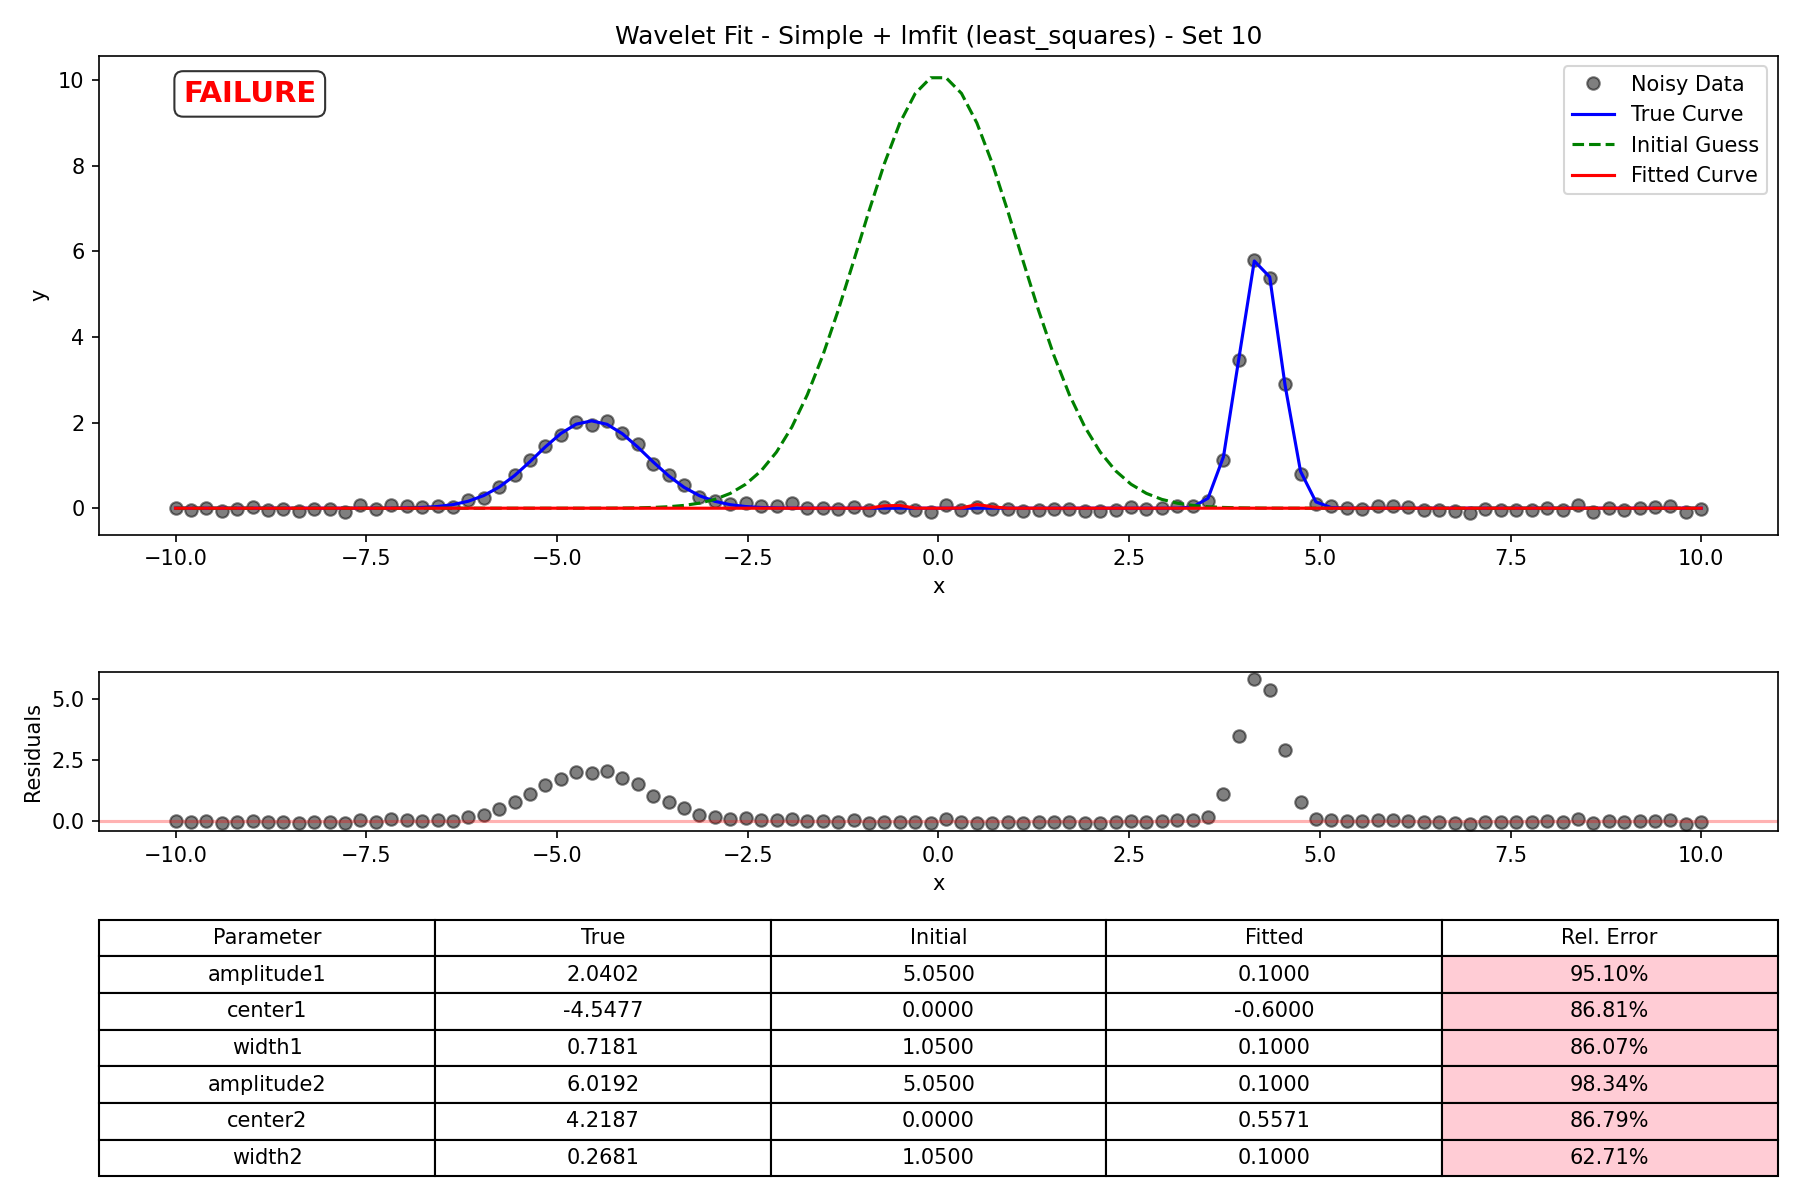 Wavelet Fit - Simple + lmfit (least_squares) - Set 10
FAILURE
Noisy Data
True Curve
Initial Guess
Fitted Curve
y
10
8
6
4
2
0
−10.0 −7.5 −5.0 −2.5 0.0 2.5 5.0 7.5 10.0
x
Residuals
5.0
2.5
0.0
−10.0 −7.5 −5.0 −2.5 0.0 2.5 5.0 7.5 10.0
x
Parameter True Initial Fitted Rel. Error
amplitude1 2.0402 5.0500 0.1000 95.10%
center1 -4.5477 0.0000 -0.6000 86.81%
width1 0.7181 1.0500 0.1000 86.07%
amplitude2 6.0192 5.0500 0.1000 98.34%
center2 4.2187 0.0000 0.5571 86.79%
width2 0.2681 1.0500 0.1000 62.71%